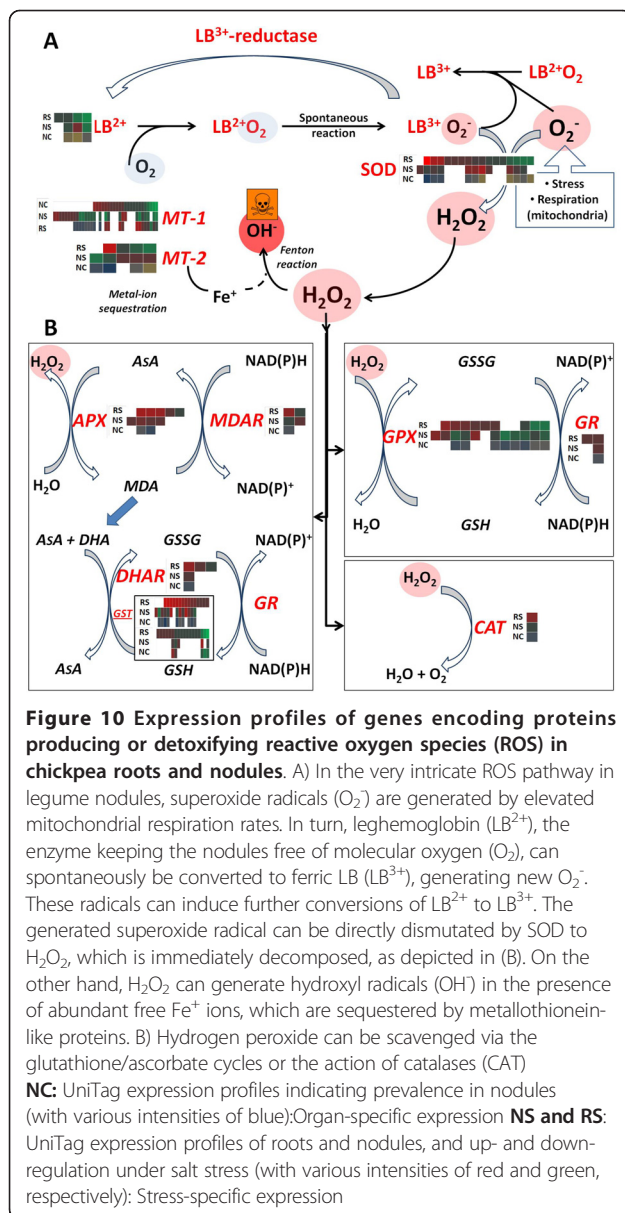 A
LB³⁺-reductase
LB³⁺ LB²⁺O₂
RS
NS
NC
LB²⁺ LB²⁺O₂ Spontaneous reaction LB³⁺ O₂⁻ O₂⁻
O₂
SOD
RS
NS
NC
• Stress
• Respiration
(mitochondria)
NC
NS
RS
MT-1
OH⁻
H₂O₂
RS
NS
NC
MT-2
Fenton
reaction
Metal-ion
sequestration
Fe⁺
H₂O₂
B
H₂O₂ AsA NAD(P)H
APX
RS
NS
NC
MDAR
RS
NS
NC
H₂O MDA NAD(P)⁺
AsA + DHA GSSG NAD(P)⁺
DHAR
RS
NS
NC
GST
RS
NS
NC
RS
NS
NC
GR
AsA GSH NAD(P)H
H₂O₂ GSSG NAD(P)⁺
GPX
RS
NS
NC
GR
RS
NS
NC
H₂O GSH NAD(P)H
H₂O₂
CAT
RS
NS
NC
H₂O + O₂
Figure 10 Expression profiles of genes encoding proteins
producing or detoxifying reactive oxygen species (ROS) in
chickpea roots and nodules. A) In the very intricate ROS pathway in
legume nodules, superoxide radicals (O₂⁻) are generated by elevated
mitochondrial respiration rates. In turn, leghemoglobin (LB²⁺), the
enzyme keeping the nodules free of molecular oxygen (O₂), can
spontaneously be converted to ferric LB (LB³⁺), generating new O₂⁻.
These radicals can induce further conversions of LB²⁺ to LB³⁺. The
generated superoxide radical can be directly dismutated by SOD to
H₂O₂, which is immediately decomposed, as depicted in (B). On the
other hand, H₂O₂ can generate hydroxyl radicals (OH⁻) in the presence
of abundant free Fe⁺ ions, which are sequestered by metallothionein-
like proteins. B) Hydrogen peroxide can be scavenged via the
glutathione/ascorbate cycles or the action of catalases (CAT)
NC: UniTag expression profiles indicating prevalence in nodules
(with various intensities of blue):Organ-specific expression NS and RS:
UniTag expression profiles of roots and nodules, and up- and down-
regulation under salt stress (with various intensities of red and green,
respectively): Stress-specific expression